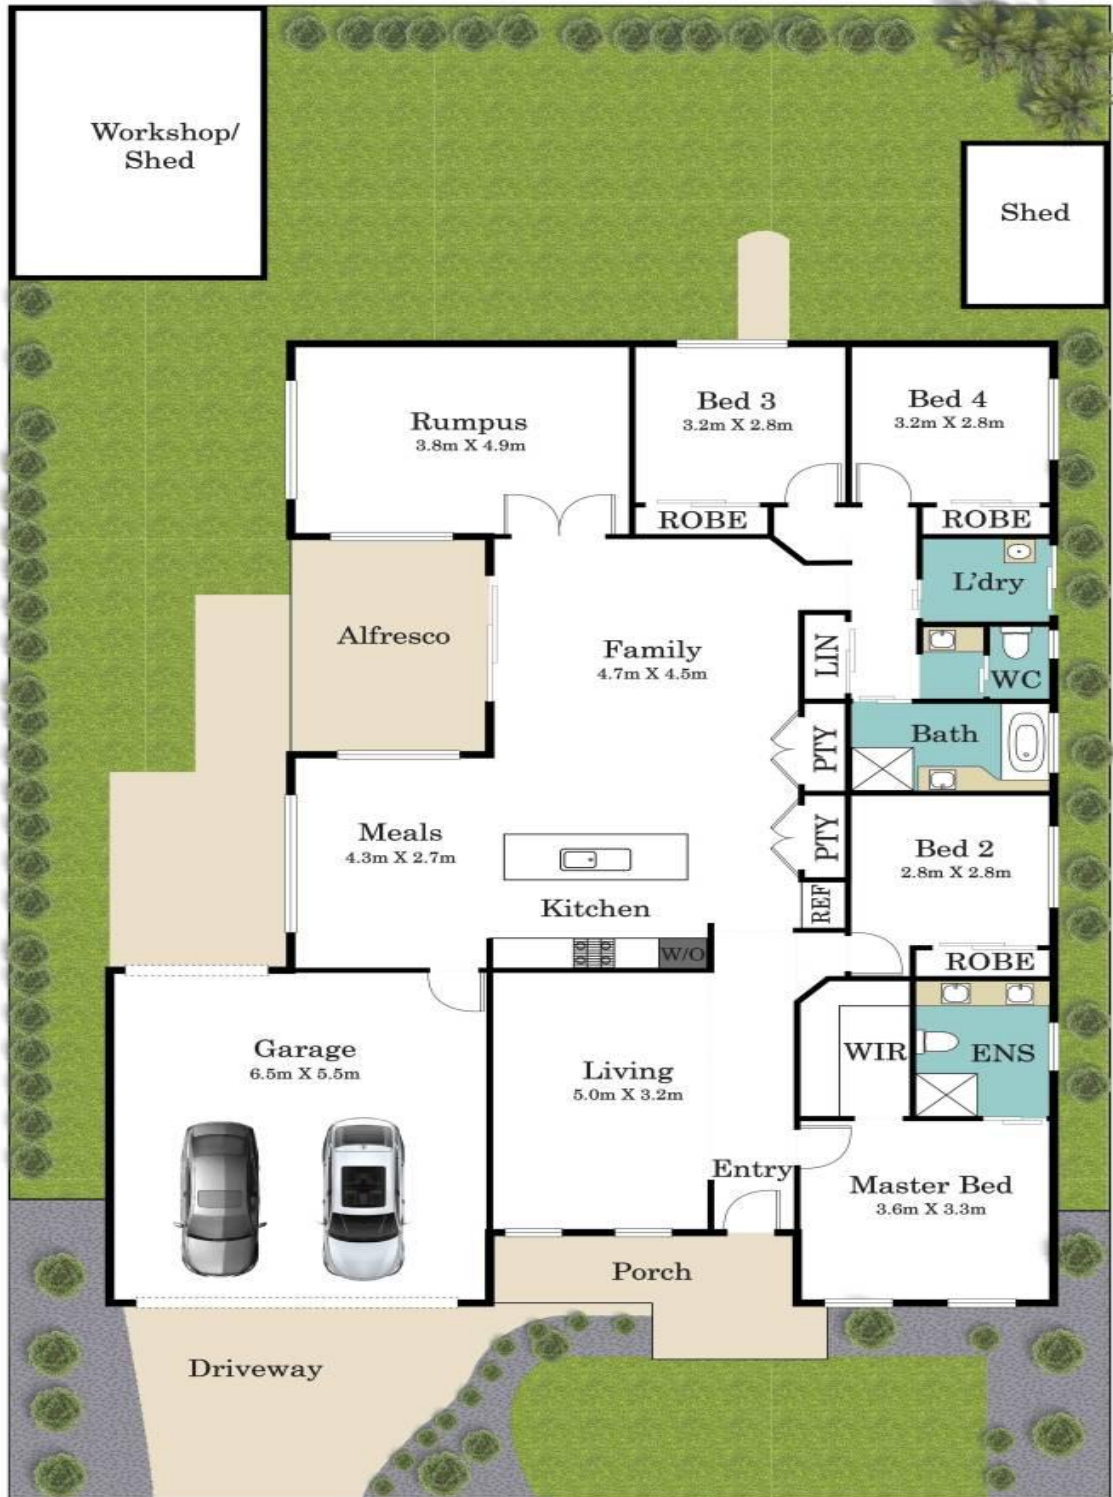 Workshop/
Shed
Shed
Bed 3
3.2m X 2.8m
Bed 4
3.2m X 2.8m
Rumpus
3.8m X 4.9m
ROBE
ROBE
L'dry
Alfresco
Family
4.7m X 4.5m
LIN
WC
PTY
Bath
Meals
4.3m X 2.7m
PTY
Bed 2
2.8m X 2.8m
Kitchen
REF
W/O
ROBE
Garage
6.5m X 5.5m
Living
5.0m X 3.2m
WIR
ENS
Entry
Master Bed
3.6m X 3.3m
Porch
Driveway